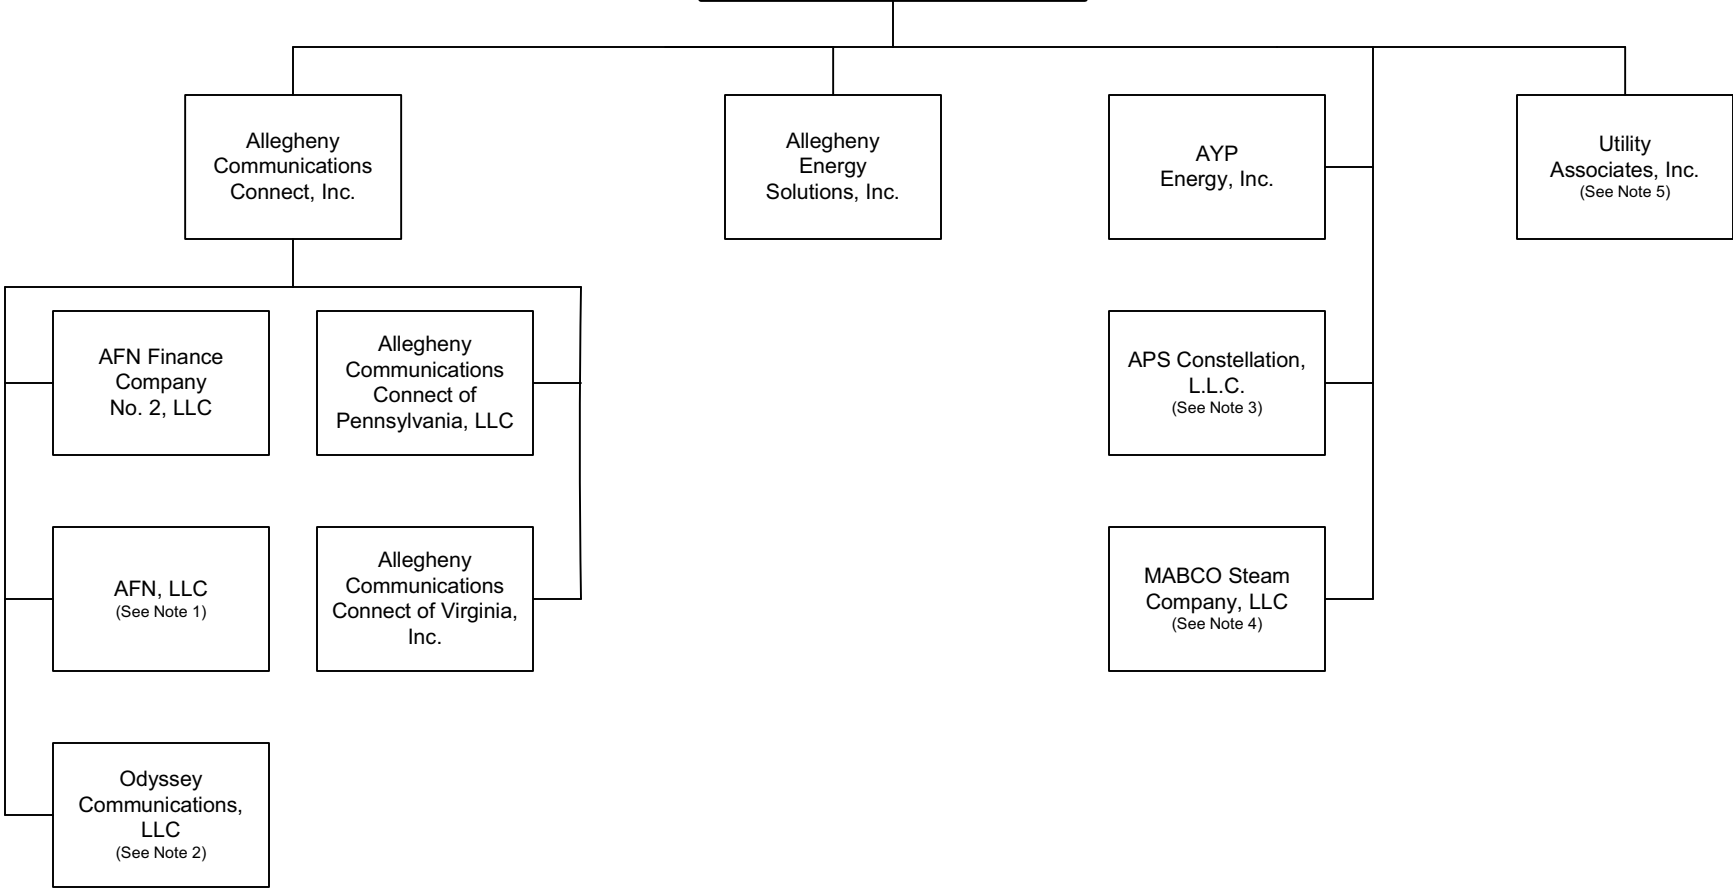 Allegheny
Communications
Connect, Inc.
Allegheny
Energy
Solutions, Inc.
AYP
Energy, Inc.
Utility
Associates, Inc.
(See Note 5)
AFN Finance
Company
No. 2, LLC
Allegheny
Communications
Connect of
Pennsylvania, LLC
APS Constellation,
L.L.C.
(See Note 3)
AFN, LLC
(See Note 1)
Allegheny
Communications
Connect of Virginia,
Inc.
MABCO Steam
Company, LLC
(See Note 4)
Odyssey
Communications,
LLC
(See Note 2)